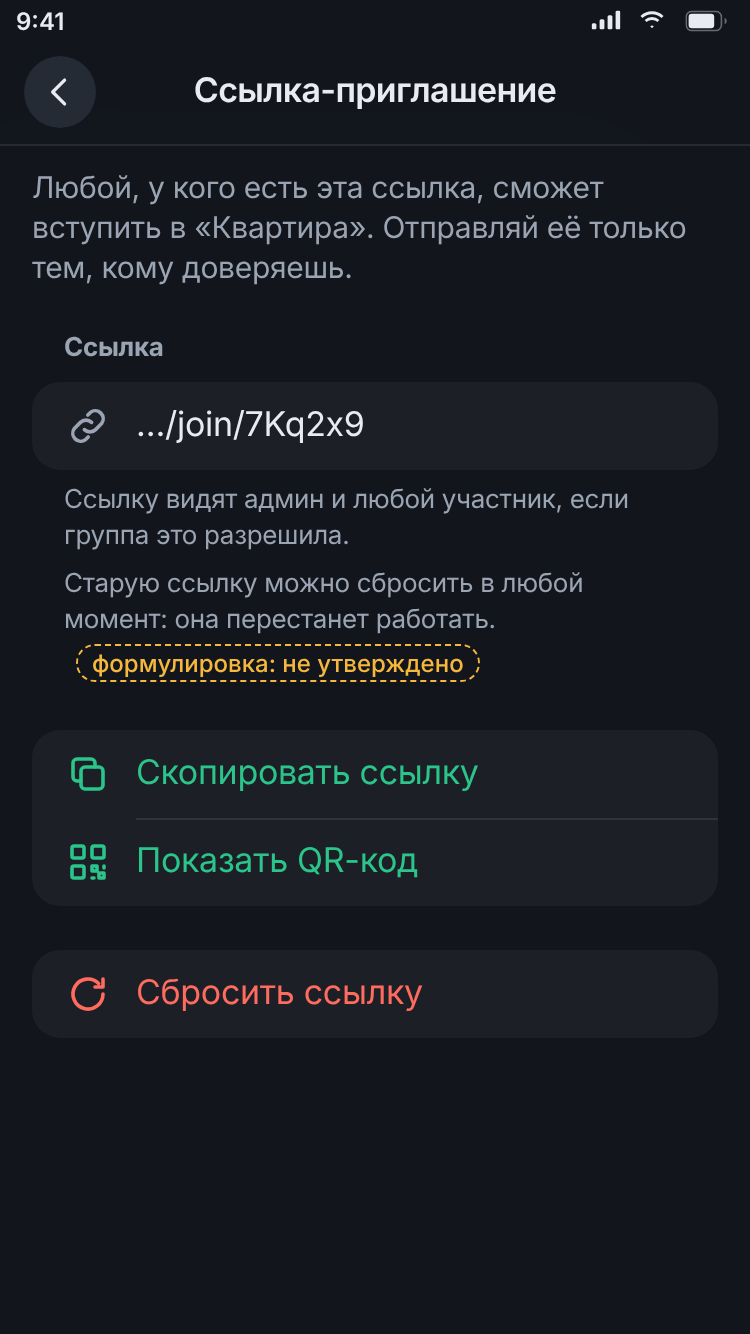 9:41
Ссылка-приглашение
Любой, у кого есть эта ссылка, сможет
вступить в «Квартира». Отправляй её только
тем, кому доверяешь.
Ссылка
.../join/7Kq2x9
Ссылку видят админ и любой участник, если
группа это разрешила.
Старую ссылку можно сбросить в любой
момент: она перестанет работать.
формулировка: не утверждено
Скопировать ссылку
Показать QR-код
Сбросить ссылку